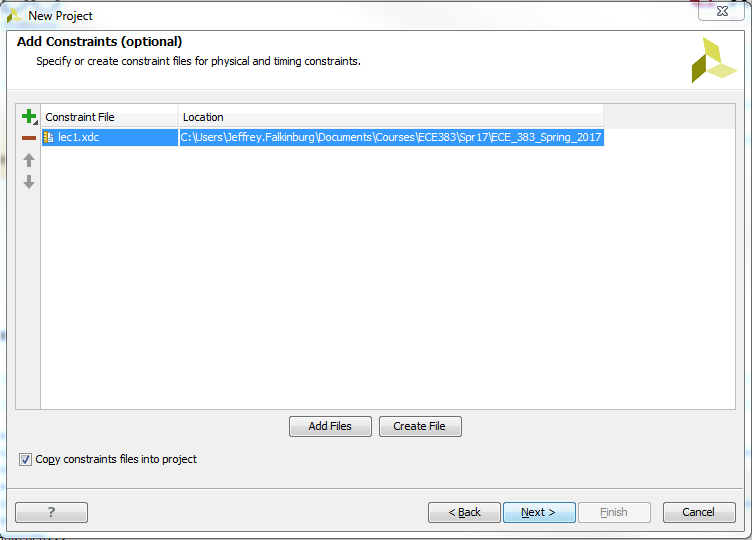 New Project
Add Constraints (optional)
Specify or create constraint files for physical and timing constraints.
Constraint File Location
lec1.xdc C:\Users\Jeffrey.Falkinburg\Documents\Courses\ECE383\Spr17\ECE_383_Spring_2017
Add Files Create File
Copy constraints files into project
? < Back Next > Finish Cancel